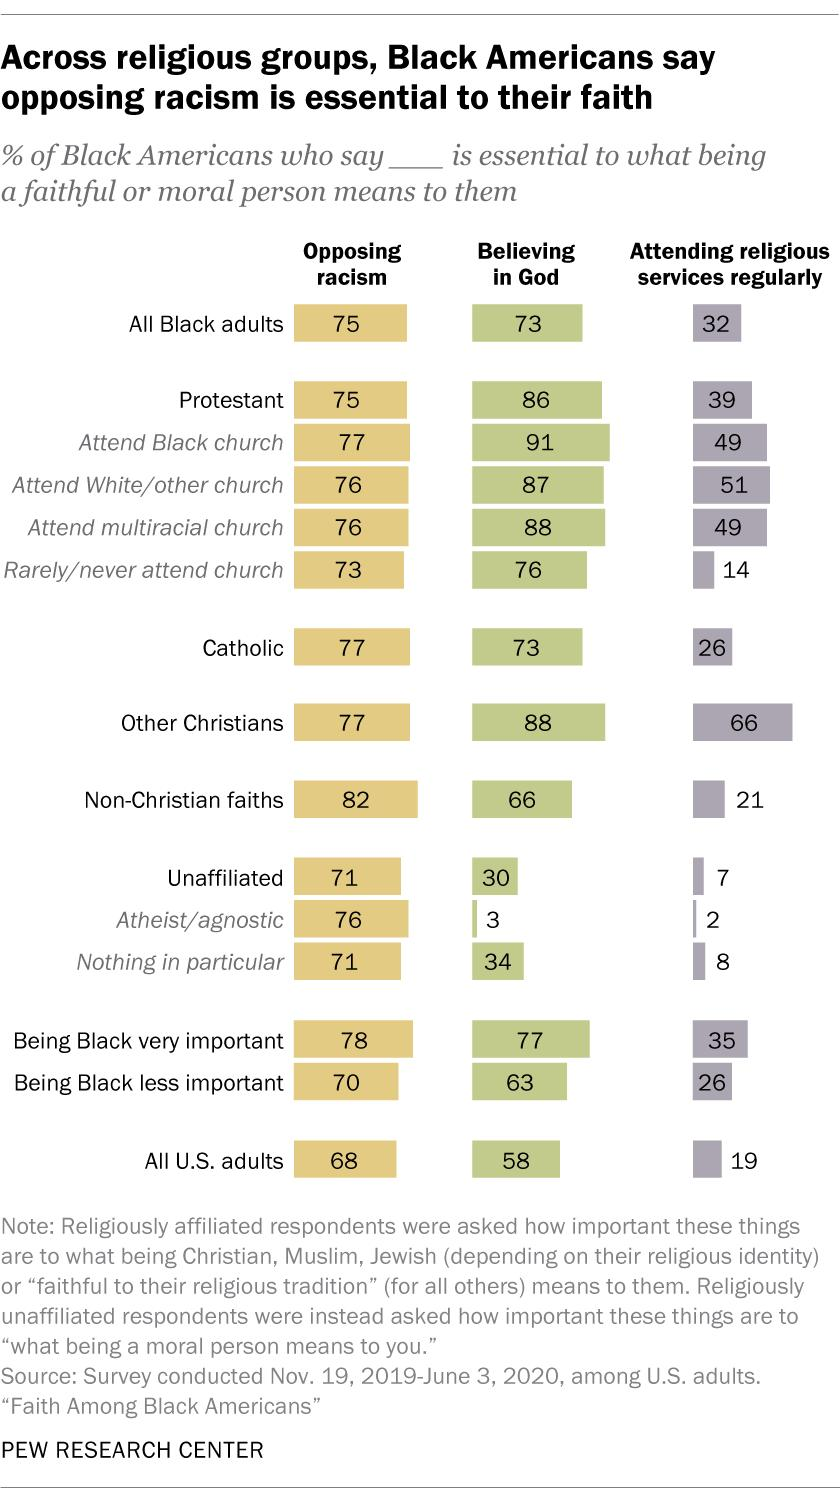 Across religious groups, Black Americans say
opposing racism is essential to their faith
% of Black Americans who say ___ is essential to what being
a faithful or moral person means to them
Opposing racism Believing in God Attending religious services regularly
All Black adults 75 73 32
Protestant 75 86 39
Attend Black church 77 91 49
Attend White/other church 76 87 51
Attend multiracial church 76 88 49
Rarely/never attend church 73 76 14
Catholic 77 73 26
Other Christians 77 88 66
Non-Christian faiths 82 66 21
Unaffiliated 71 30 7
Atheist/agnostic 76 3 2
Nothing in particular 71 34 8
Being Black very important 78 77 35
Being Black less important 70 63 26
All U.S. adults 68 58 19
Note: Religiously affiliated respondents were asked how important these things
are to what being Christian, Muslim, Jewish (depending on their religious identity)
or “faithful to their religious tradition” (for all others) means to them. Religiously
unaffiliated respondents were instead asked how important these things are to
“what being a moral person means to you.”
Source: Survey conducted Nov. 19, 2019-June 3, 2020, among U.S. adults.
“Faith Among Black Americans”
PEW RESEARCH CENTER